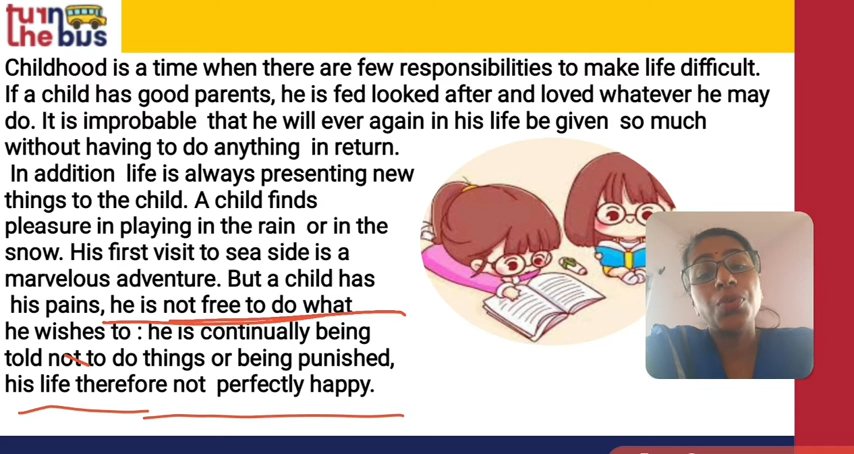 turn
the bus
Childhood is a time when there are few responsibilities to make life difficult.
If a child has good parents, he is fed looked after and loved whatever he may
do. It is improbable that he will ever again in his life be given so much
without having to do anything in return.
In addition life is always presenting new
things to the child. A child finds
pleasure in playing in the rain or in the
snow. His first visit to sea side is a
marvelous adventure. But a child has
his pains, he is not free to do what
he wishes to : he is continually being
told not to do things or being punished,
his life therefore not perfectly happy.